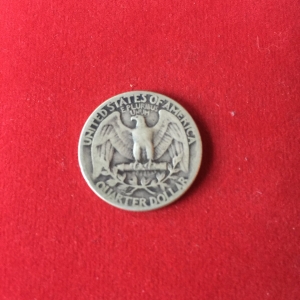 UNITED STATES OF AMERICA
E PLURIBUS
UNUM
QUARTER DOLLAR